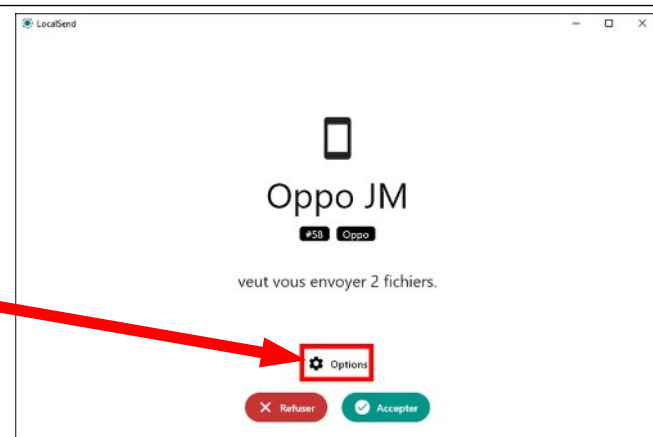 LocalSend
Oppo JM
#58 Oppo
veut vous envoyer 2 fichiers.
Options
Refuser Accepter